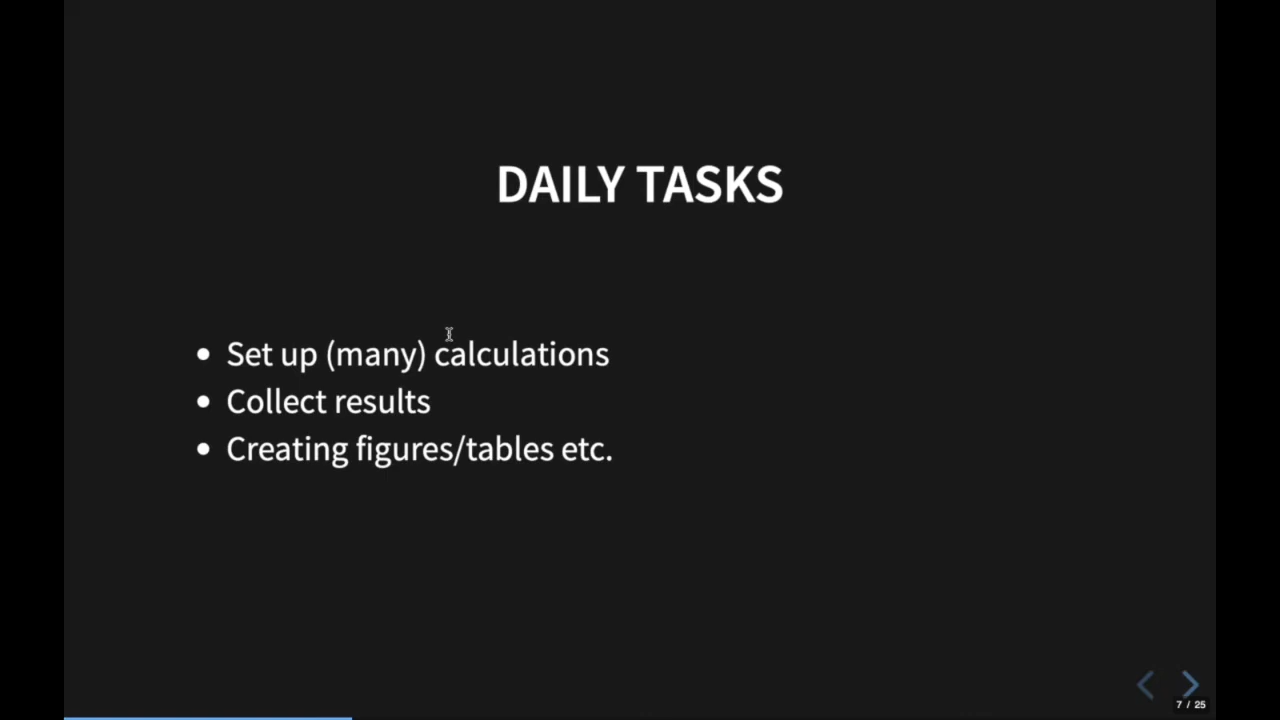 DAILY TASKS
Set up (many) calculations
Collect results
Creating figures/tables etc.
7 / 25